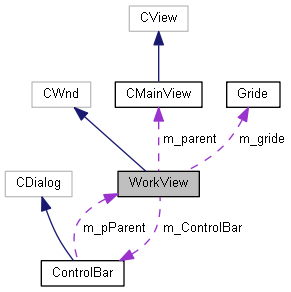 CView
CWnd
CMainView
Gride
m_parent
m_gride
CDialog
WorkView
m_pParent
m_ControlBar
ControlBar